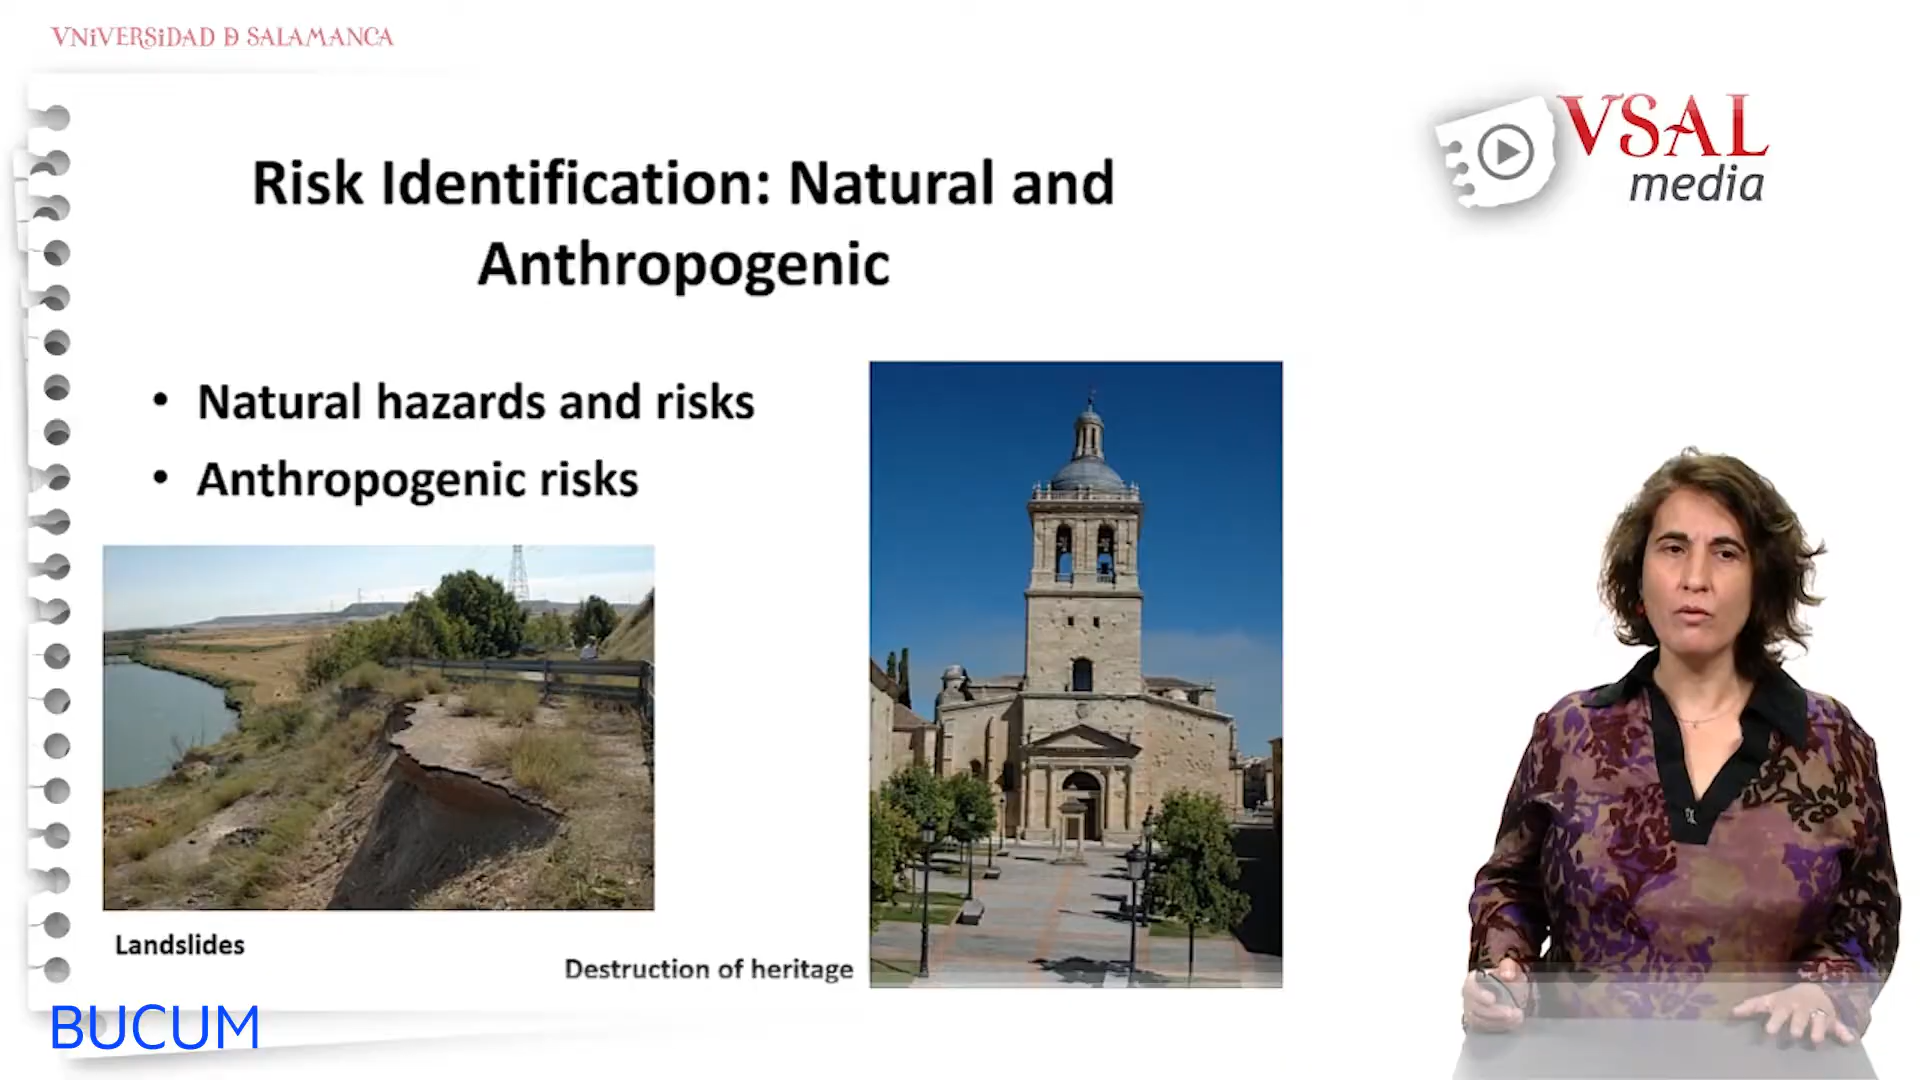 VNiVERSiDAD Ð SALAMANCA
VSAL
media
Risk Identification: Natural and
Anthropogenic
• Natural hazards and risks
• Anthropogenic risks
Landslides
Destruction of heritage
BUCUM